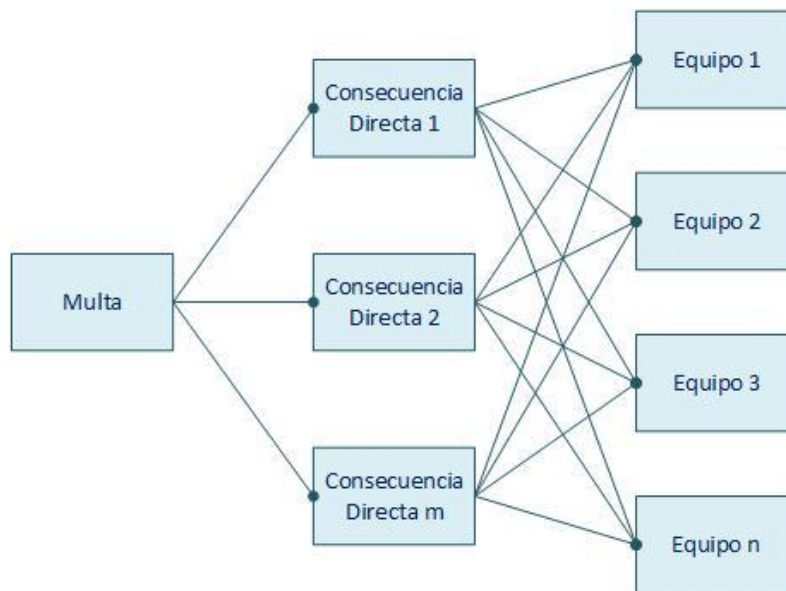 Multa
Consecuencia
Directa 1
Consecuencia
Directa 2
Consecuencia
Directa m
Equipo 1
Equipo 2
Equipo 3
Equipo n